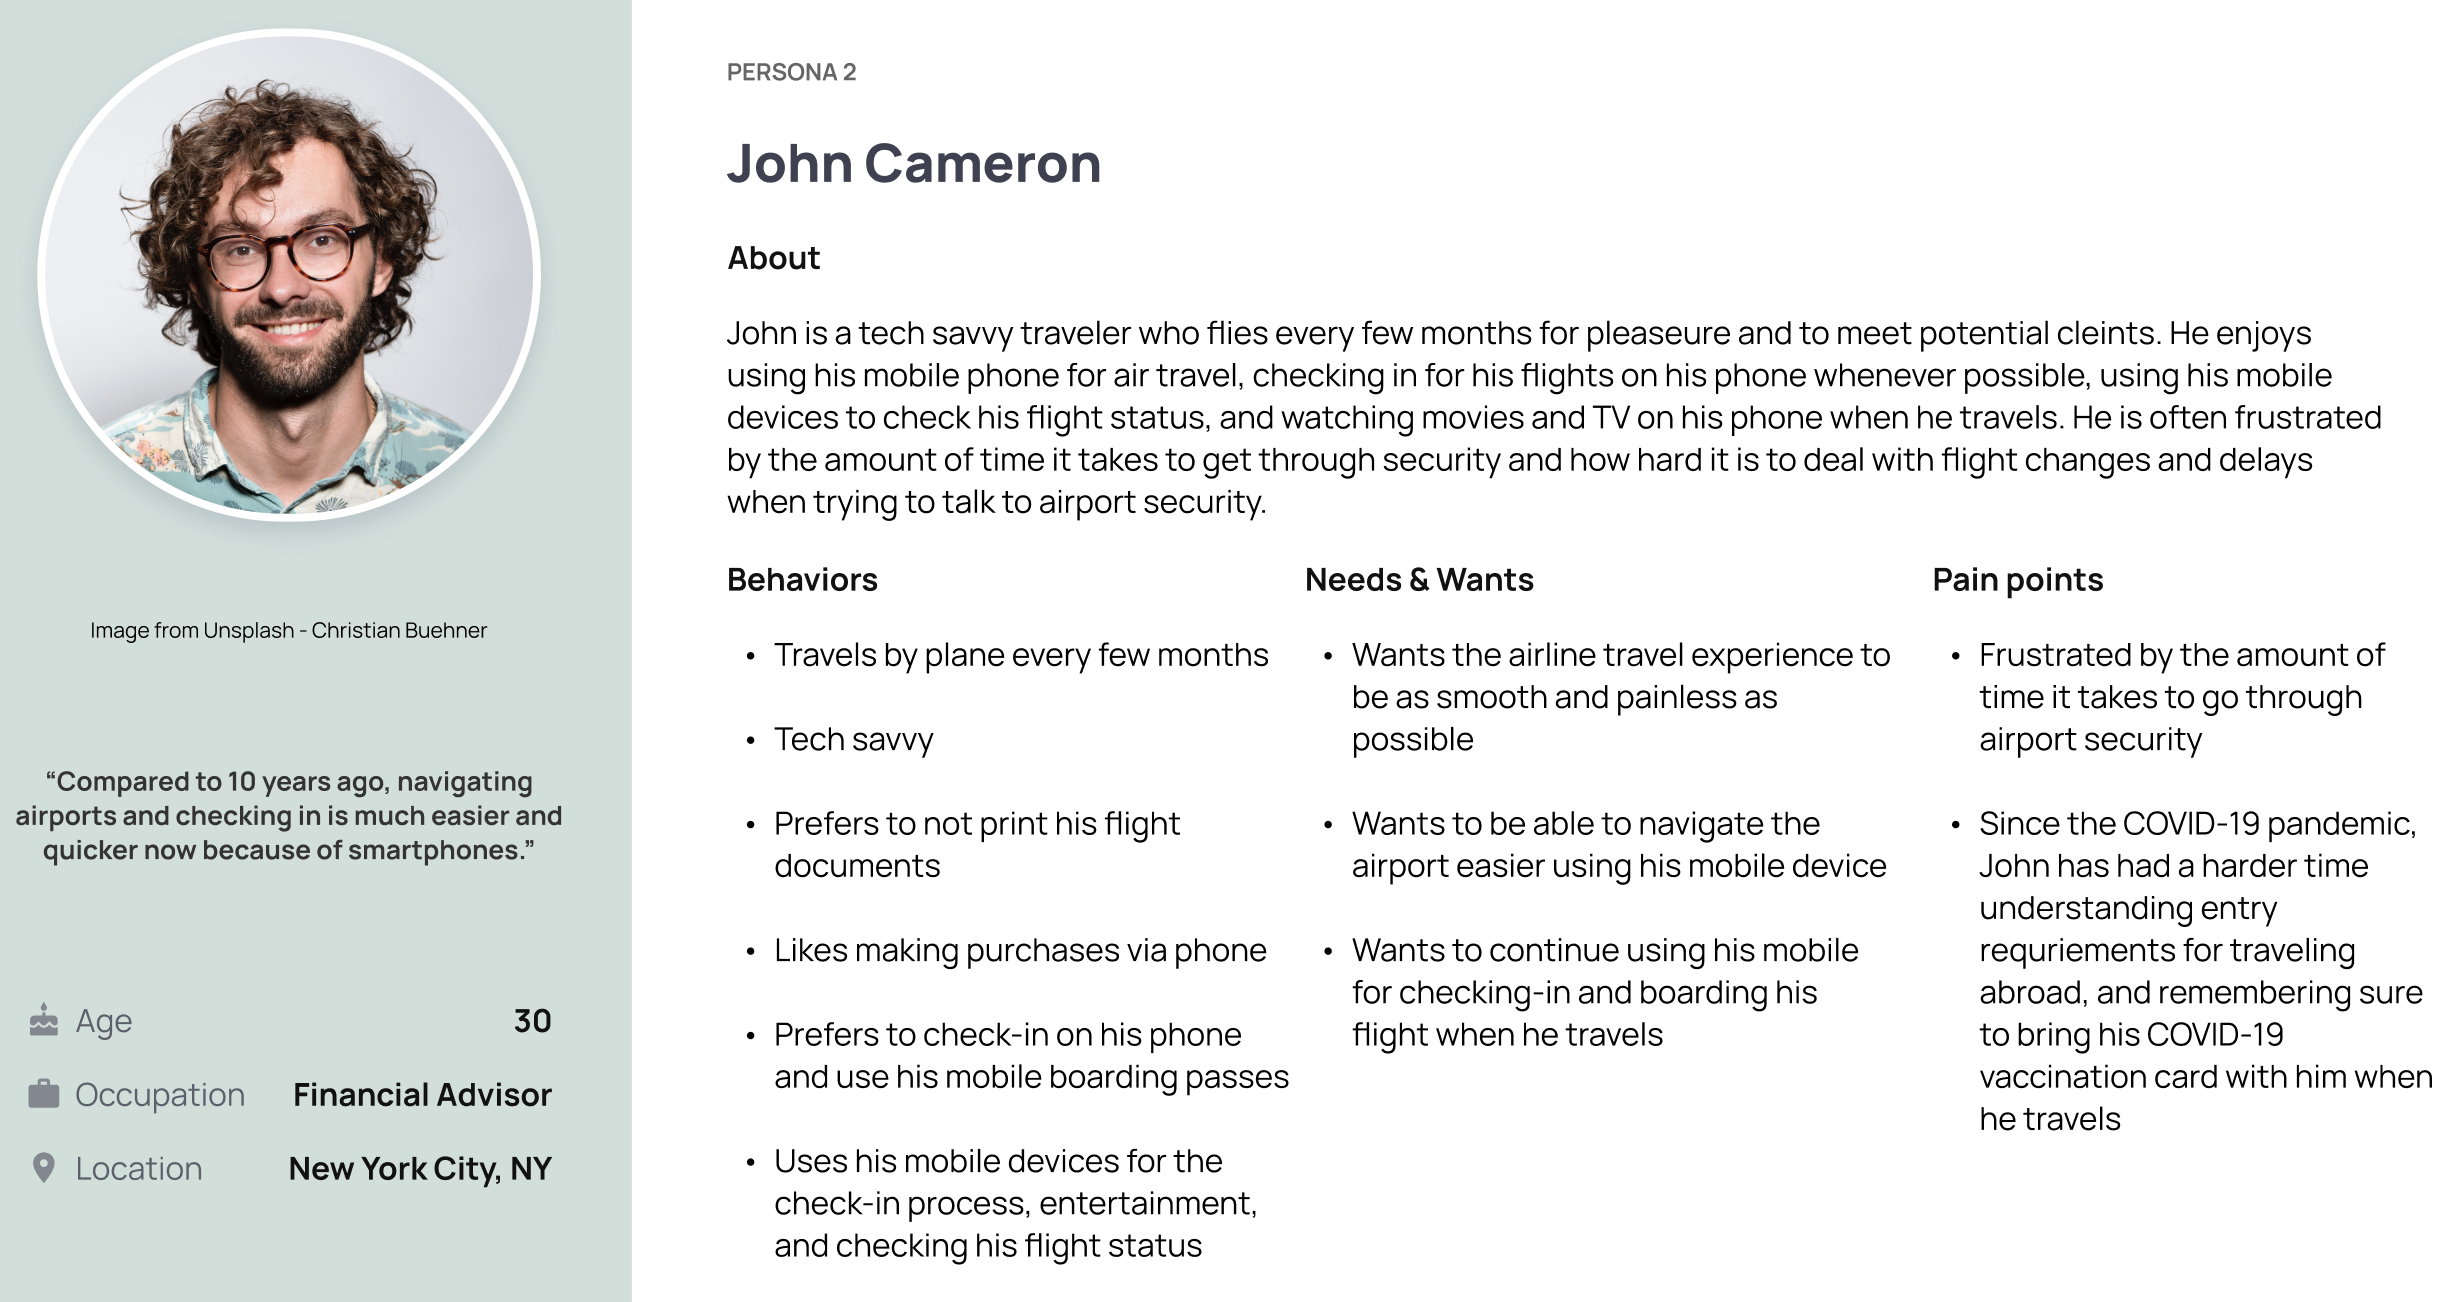 PERSONA 2
John Cameron
About
John is a tech savvy traveler who flies every few months for pleaseure and to meet potential cleints. He enjoys
using his mobile phone for air travel, checking in for his flights on his phone whenever possible, using his mobile
devices to check his flight status, and watching movies and TV on his phone when he travels. He is often frustrated
by the amount of time it takes to get through security and how hard it is to deal with flight changes and delays
when trying to talk to airport security.
Image from Unsplash - Christian Buehner
“Compared to 10 years ago, navigating
airports and checking in is much easier and
quicker now because of smartphones.”
Age 30
Occupation Financial Advisor
Location New York City, NY
Behaviors
• Travels by plane every few months
• Tech savvy
• Prefers to not print his flight
documents
• Likes making purchases via phone
• Prefers to check-in on his phone
and use his mobile boarding passes
• Uses his mobile devices for the
check-in process, entertainment,
and checking his flight status
Needs & Wants
• Wants the airline travel experience to
be as smooth and painless as
possible
• Wants to be able to navigate the
airport easier using his mobile device
• Wants to continue using his mobile
for checking-in and boarding his
flight when he travels
Pain points
• Frustrated by the amount of
time it takes to go through
airport security
• Since the COVID-19 pandemic,
John has had a harder time
understanding entry
requriements for traveling
abroad, and remembering sure
to bring his COVID-19
vaccination card with him when
he travels